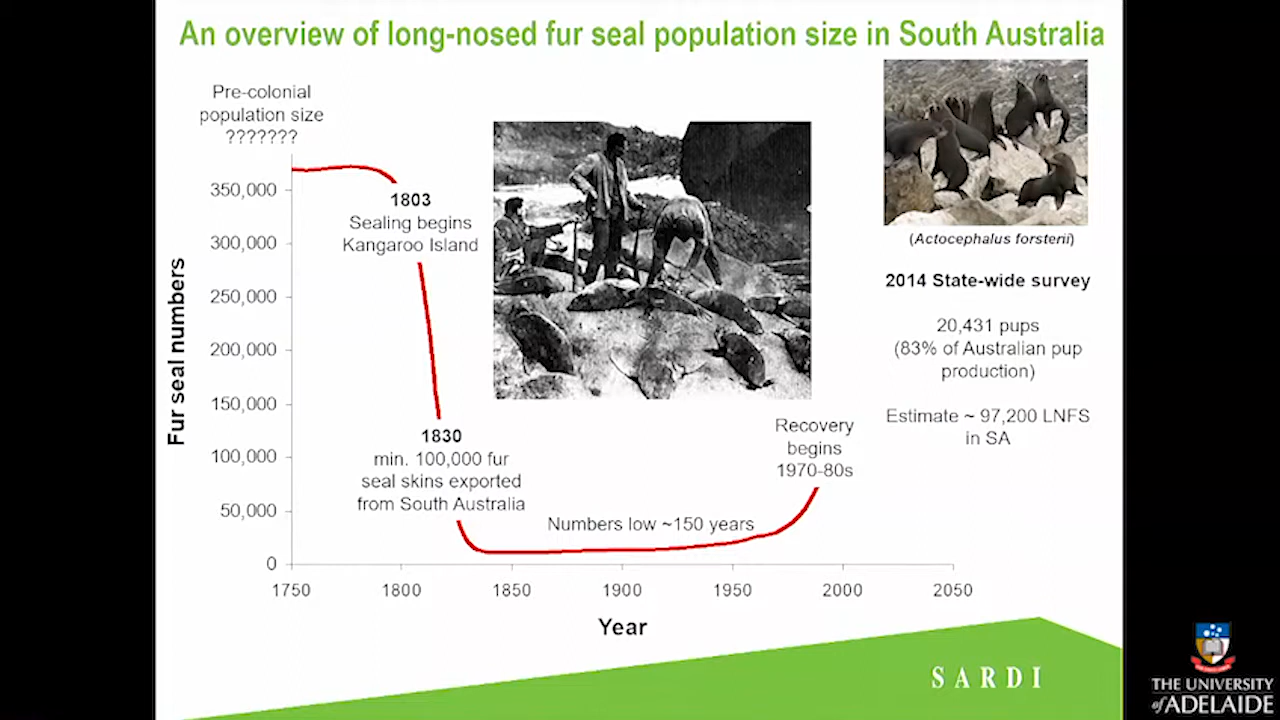 An overview of long-nosed fur seal population size in South Australia
Pre-colonial
population size
???????
350,000
300,000
250,000
200,000
150,000
100,000
50,000
0
Fur seal numbers
1803
Sealing begins
Kangaroo Island
1830
min. 100,000 fur
seal skins exported
from South Australia
Numbers low ~150 years
Recovery
begins
1970-80s
1750
1800
1850
1900
1950
2000
2050
Year
(Actocephalus forsterii)
2014 State-wide survey
20,431 pups
(83% of Australian pup
production)
Estimate ~ 97,200 LNFS
in SA
SARDI
THE UNIVERSITY
of ADELAIDE